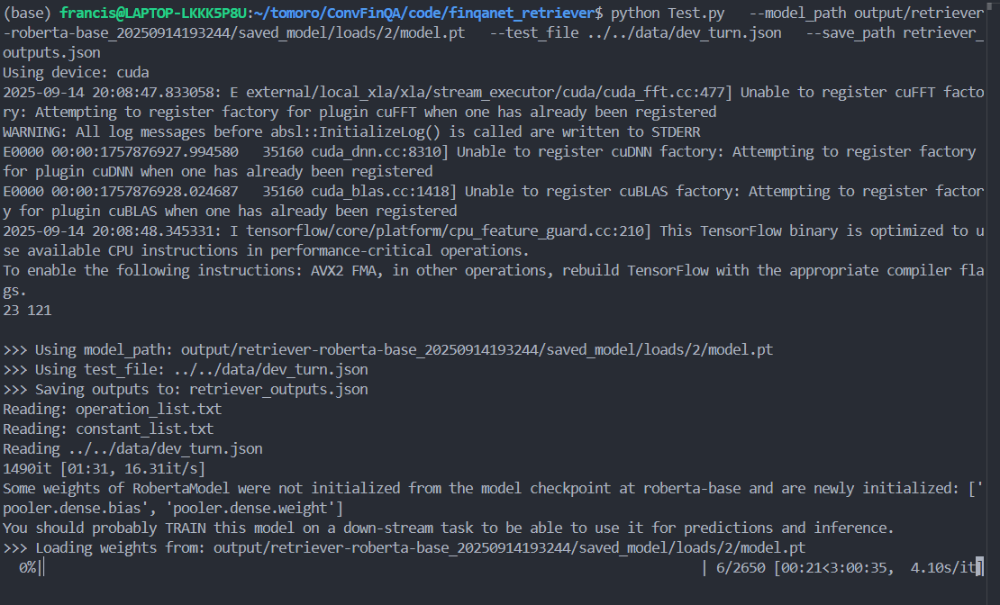 (base) francis@LAPTOP-LKKK5P8U:~/tomoro/ConvFinQA/code/finqanet_retriever$ python Test.py   --model_path output/retriever
-roberta-base_20250914193244/saved_model/loads/2/model.pt   --test_file ../../data/dev_turn.json   --save_path retriever_
outputs.json
Using device: cuda
2025-09-14 20:08:47.833058: E external/local_xla/xla/stream_executor/cuda/cuda_fft.cc:477] Unable to register cuFFT facto
ry: Attempting to register factory for plugin cuFFT when one has already been registered
WARNING: All log messages before absl::InitializeLog() is called are written to STDERR
E0000 00:00:1757876927.994580   35160 cuda_dnn.cc:8310] Unable to register cuDNN factory: Attempting to register factory
for plugin cuDNN when one has already been registered
E0000 00:00:1757876928.024687   35160 cuda_blas.cc:1418] Unable to register cuBLAS factory: Attempting to register factor
y for plugin cuBLAS when one has already been registered
2025-09-14 20:08:48.345331: I tensorflow/core/platform/cpu_feature_guard.cc:210] This TensorFlow binary is optimized to u
se available CPU instructions in performance-critical operations.
To enable the following instructions: AVX2 FMA, in other operations, rebuild TensorFlow with the appropriate compiler fla
gs.
23 121
>>> Using model_path: output/retriever-roberta-base_20250914193244/saved_model/loads/2/model.pt
>>> Using test_file: ../../data/dev_turn.json
>>> Saving outputs to: retriever_outputs.json
Reading: operation_list.txt
Reading: constant_list.txt
Reading ../../data/dev_turn.json
1490it [01:31, 16.31it/s]
Some weights of RobertaModel were not initialized from the model checkpoint at roberta-base and are newly initialized: ['
pooler.dense.bias', 'pooler.dense.weight']
You should probably TRAIN this model on a down-stream task to be able to use it for predictions and inference.
>>> Loading weights from: output/retriever-roberta-base_20250914193244/saved_model/loads/2/model.pt
  0%|                                                                                  | 6/2650 [00:21<3:00:35,  4.10s/it]